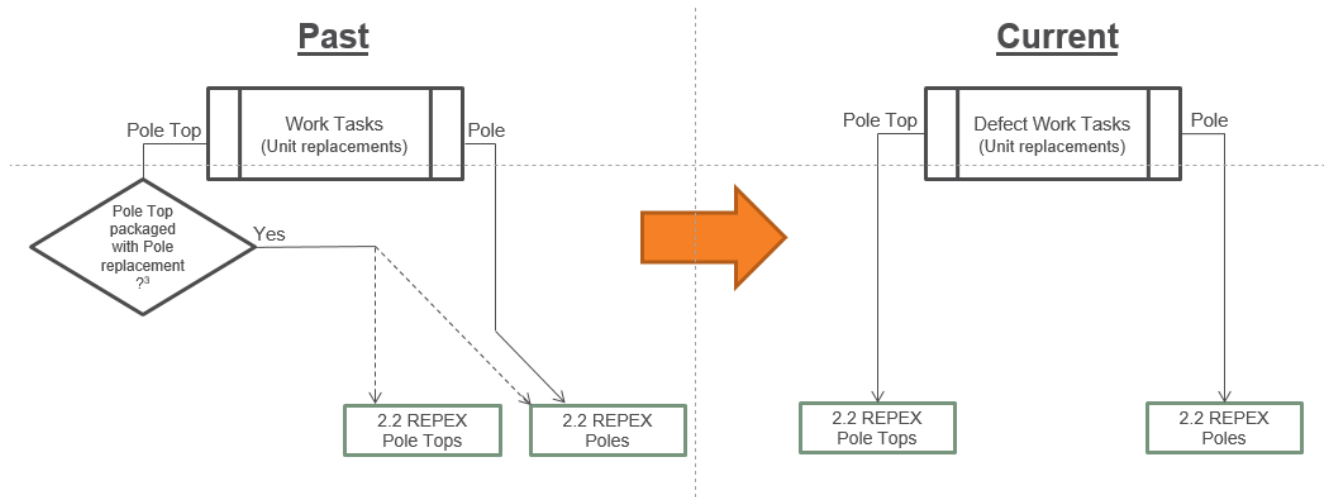 Past
Current
Pole Top
Work Tasks
(Unit replacements)
Pole
Pole Top
Defect Work Tasks
(Unit replacements)
Pole
Pole Top
packaged
with Pole
replacement
?³
Yes
2.2 REPEX
Pole Tops
2.2 REPEX
Poles
2.2 REPEX
Pole Tops
2.2 REPEX
Poles